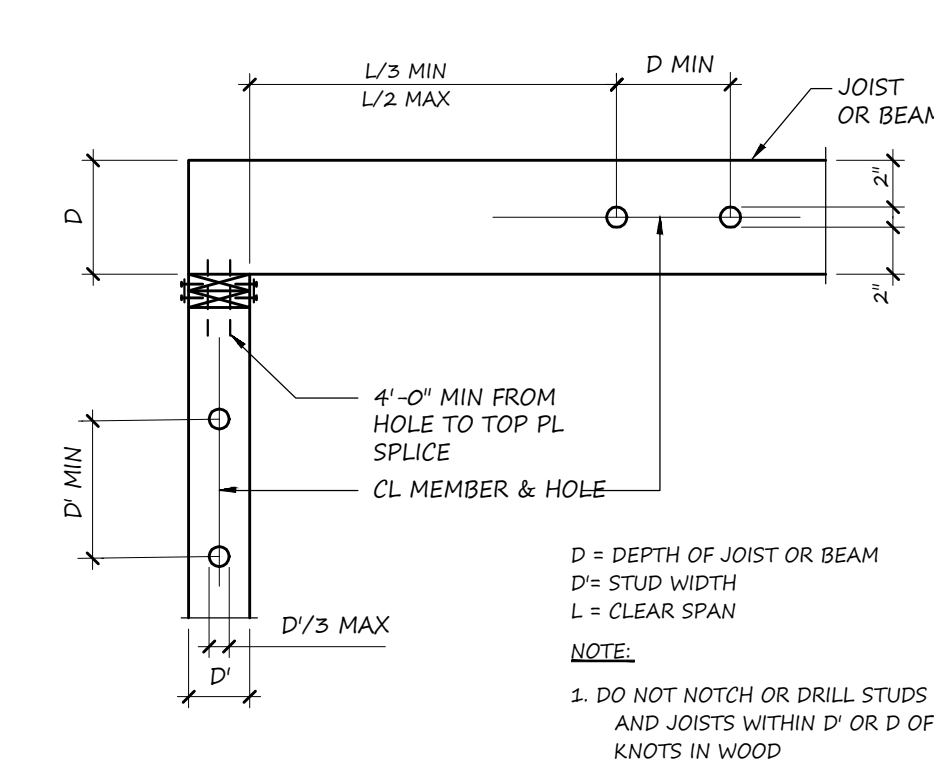 L/3 MIN
L/2 MAX
D MIN
JOIST
OR BEAM
D
2"
2"
4'-0" MIN FROM
HOLE TO TOP PL
SPLICE
CL MEMBER & HOLE
D' MIN
D'/3 MAX
D'
D = DEPTH OF JOIST OR BEAM
D'= STUD WIDTH
L = CLEAR SPAN
NOTE:
1. DO NOT NOTCH OR DRILL STUDS
AND JOISTS WITHIN D' OR D OF
KNOTS IN WOOD